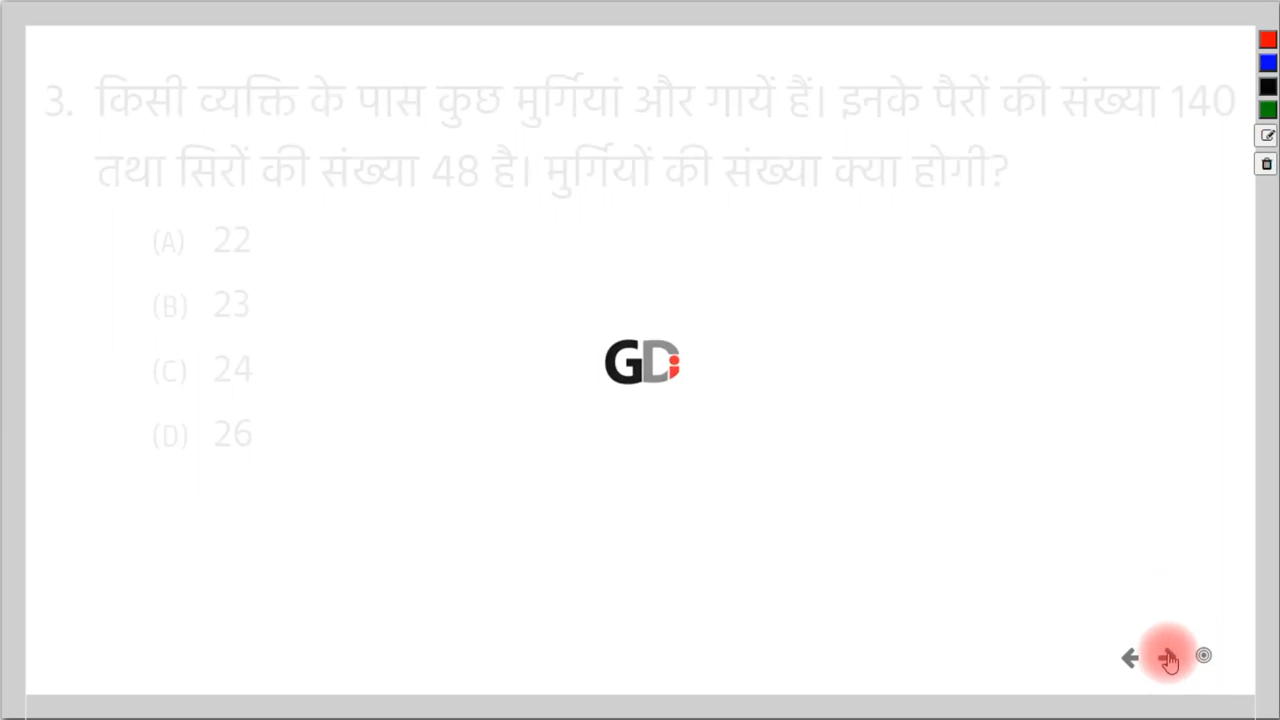 3. किसी व्यक्ति के पास कुछ मुर्गियां और गायें हैं। इनके पैरों की संख्या 140
तथा सिरों की संख्या 48 है। मुर्गियों की संख्या क्या होगी?
(A) 22
(B) 23
(C) 24
(D) 26
GDi